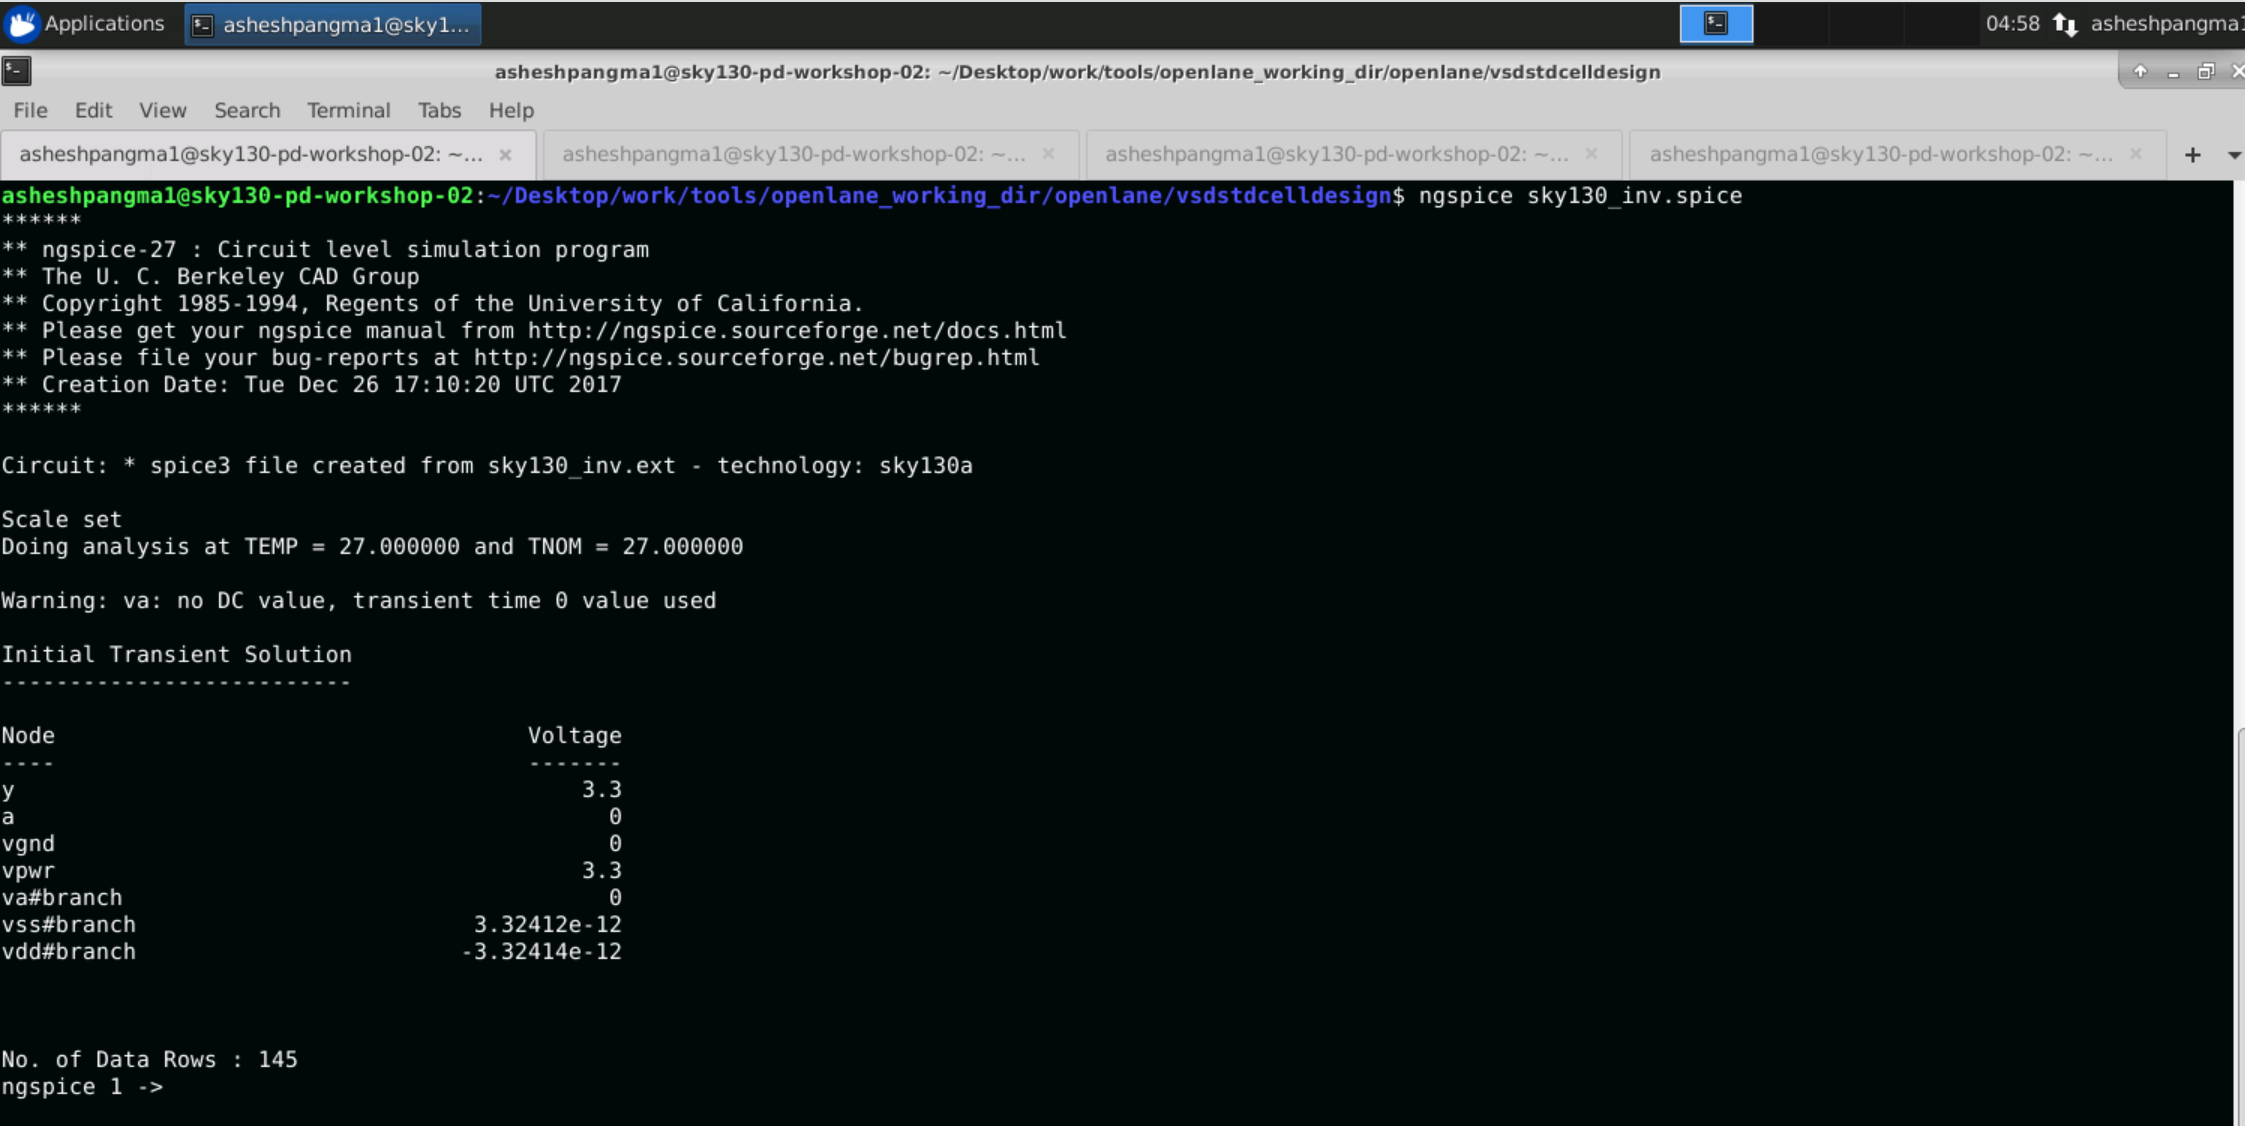 Applications
asheshpangma1@sky1...
04:58
asheshpangma1
asheshpangma1@sky130-pd-workshop-02: ~/Desktop/work/tools/openlane_working_dir/openlane/vsdstdcelldesign
File Edit View Search Terminal Tabs Help
asheshpangma1@sky130-pd-workshop-02: ~... asheshpangma1@sky130-pd-workshop-02: ~... asheshpangma1@sky130-pd-workshop-02: ~... asheshpangma1@sky130-pd-workshop-02: ~...
asheshpangma1@sky130-pd-workshop-02:~/Desktop/work/tools/openlane_working_dir/openlane/vsdstdcelldesign$ ngspice sky130_inv.spice
******
** ngspice-27 : Circuit level simulation program
** The U. C. Berkeley CAD Group
** Copyright 1985-1994, Regents of the University of California.
** Please get your ngspice manual from http://ngspice.sourceforge.net/docs.html
** Please file your bug-reports at http://ngspice.sourceforge.net/bugrep.html
** Creation Date: Tue Dec 26 17:10:20 UTC 2017
******
Circuit: * spice3 file created from sky130_inv.ext - technology: sky130a
Scale set
Doing analysis at TEMP = 27.000000 and TNOM = 27.000000
Warning: va: no DC value, transient time 0 value used
Initial Transient Solution
--------------------------
Node Voltage
---- -------
y 3.3
a 0
vgnd 0
vpwr 3.3
va#branch 0
vss#branch 3.32412e-12
vdd#branch -3.32414e-12
No. of Data Rows : 145
ngspice 1 ->